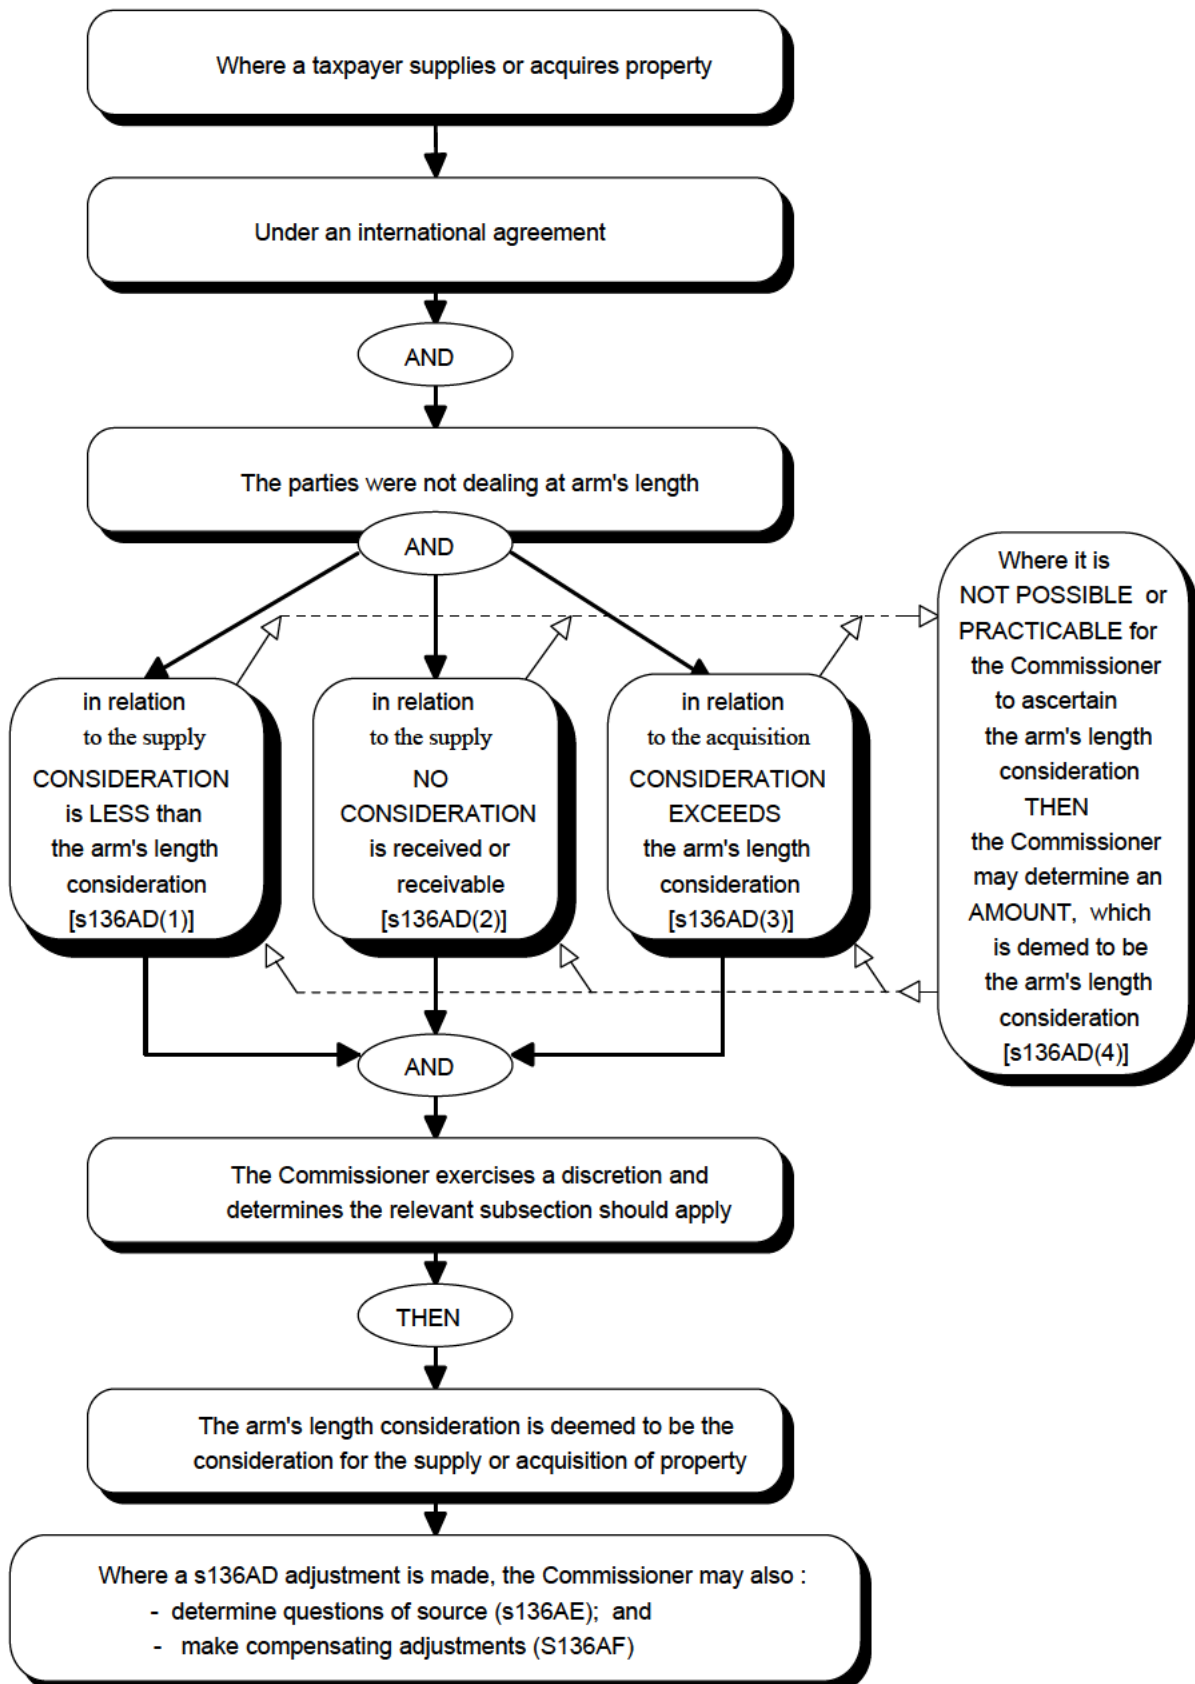 Where a taxpayer supplies or acquires property
Under an international agreement
AND
The parties were not dealing at arm's length
AND
in relation
to the supply
CONSIDERATION
is LESS than
the arm's length
consideration
[s136AD(1)]
in relation
to the supply
NO
CONSIDERATION
is received or
receivable
[s136AD(2)]
in relation
to the acquisition
CONSIDERATION
EXCEEDS
the arm's length
consideration
[s136AD(3)]
Where it is
NOT POSSIBLE or
PRACTICABLE for
the Commissioner
to ascertain
the arm's length
consideration
THEN
the Commissioner
may determine an
AMOUNT, which
is demed to be
the arm's length
consideration
[s136AD(4)]
AND
The Commissioner exercises a discretion and
determines the relevant subsection should apply
THEN
The arm's length consideration is deemed to be the
consideration for the supply or acquisition of property
Where a s136AD adjustment is made, the Commissioner may also :
- determine questions of source (s136AE); and
- make compensating adjustments (S136AF)